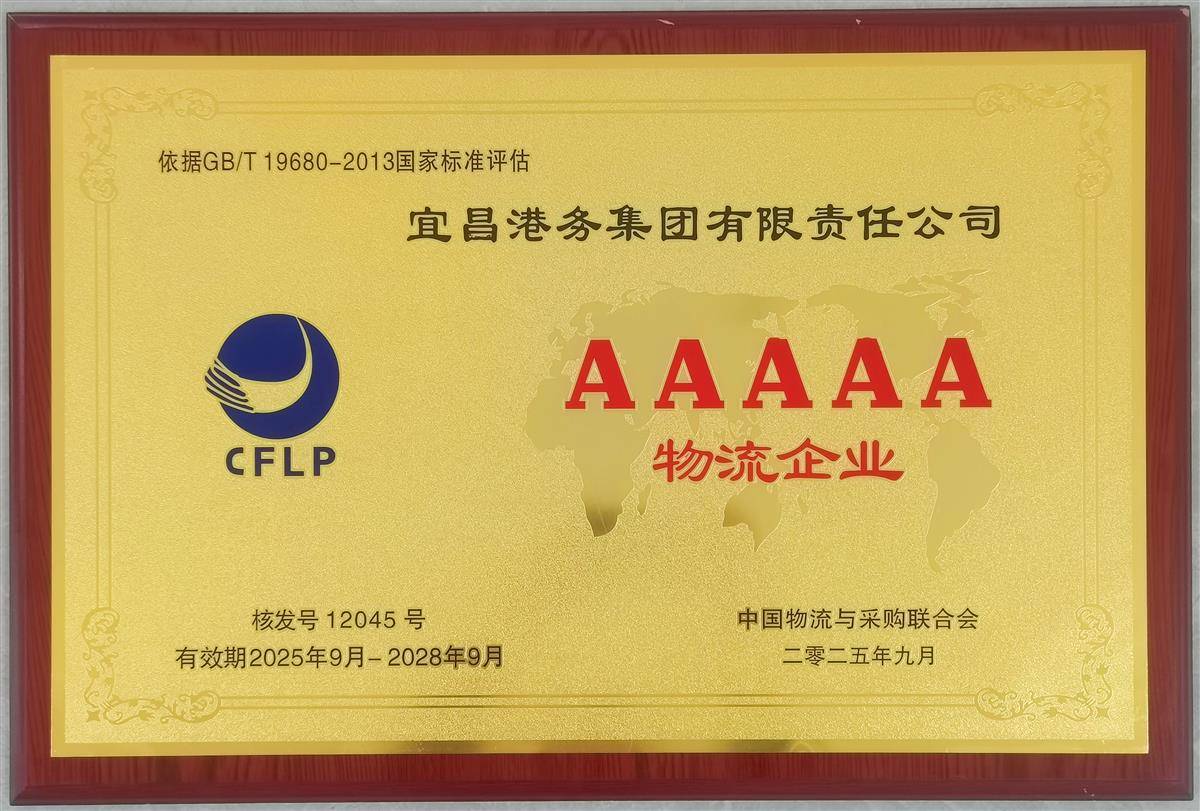 依据GB/T 19680-2013国家标准评估
宜昌港务集团有限责任公司
AAAAA
物流企业
CFLP
核发号 12045 号
有效期2025年9月-2028年9月
中国物流与采购联合会
二零二五年九月